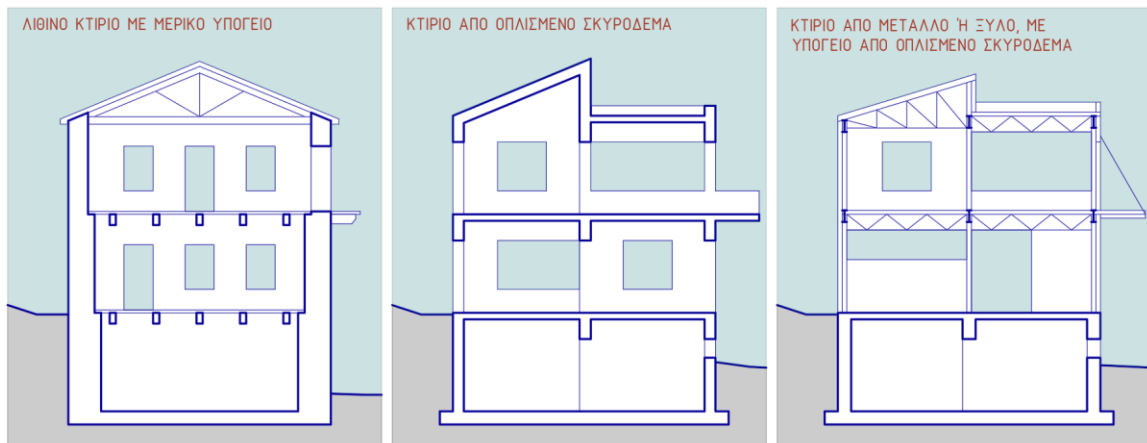 ΛΙΘΙΝΟ ΚΤΙΡΙΟ ΜΕ ΜΕΡΙΚΟ ΥΠΟΓΕΙΟ
ΚΤΙΡΙΟ ΑΠΟ ΟΠΛΙΣΜΕΝΟ ΣΚΥΡΟΔΕΜΑ
ΚΤΙΡΙΟ ΑΠΟ ΜΕΤΑΛΛΟ Ή ΞΥΛΟ, ΜΕ
ΥΠΟΓΕΙΟ ΑΠΟ ΟΠΛΙΣΜΕΝΟ ΣΚΥΡΟΔΕΜΑ